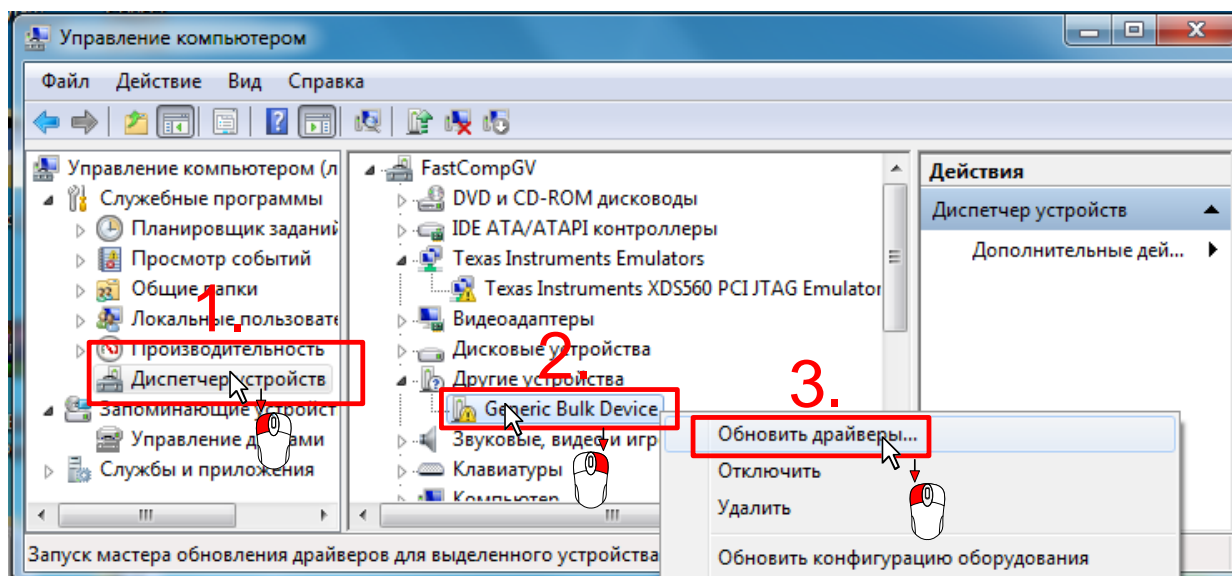 Управление компьютером
Файл Действие Вид Справка
Управление компьютером (л
Служебные программы
Планировщик заданий
Просмотр событий
Общие папки
1.
Локальные пользовате
Производительность
Диспетчер устройств
Запоминающие устройст
Управление дисками
Службы и приложения
FastCompGV
DVD и CD-ROM дисководы
IDE ATA/ATAPI контроллеры
Texas Instruments Emulators
Texas Instruments XDS560 PCI JTAG Emulator
Видеоадаптеры
Дисковые устройства
2.
Другие устройства
Generic Bulk Device
Звуковые, видео и игр
Клавиатуры
Компьютер
Действия
Диспетчер устройств
Дополнительные дей...
3.
Обновить драйверы...
Отключить
Удалить
Обновить конфигурацию оборудования
Запуск мастера обновления драйверов для выделенного устройства